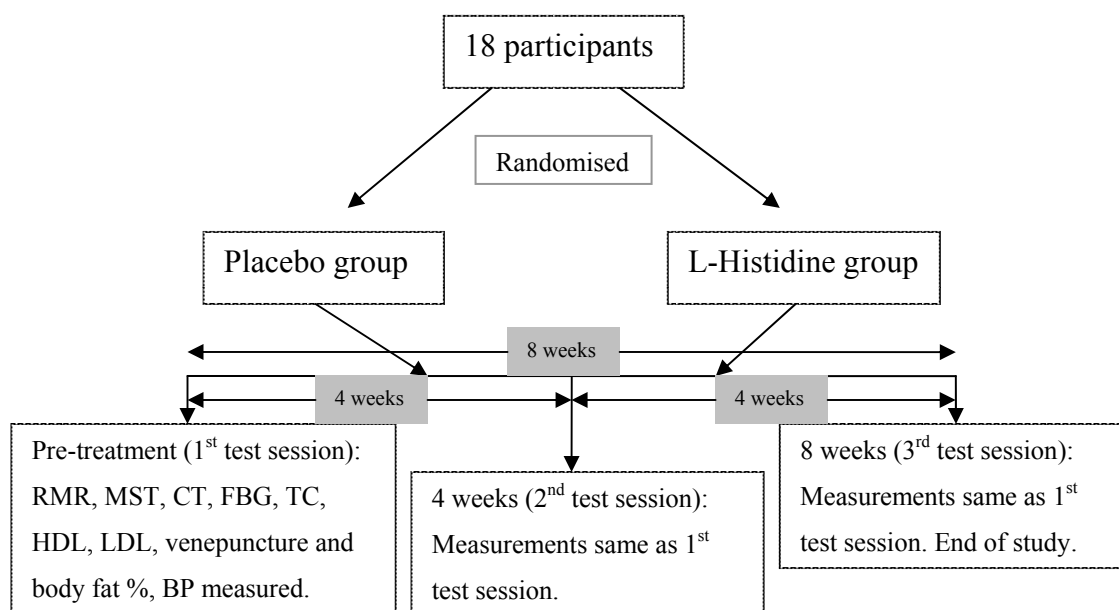 18 participants
Randomised
Placebo group
L-Histidine group
8 weeks
4 weeks
4 weeks
Pre-treatment (1st test session):
RMR, MST, CT, FBG, TC,
HDL, LDL, venepuncture and
body fat %, BP measured.
4 weeks (2nd test session):
Measurements same as 1st
test session.
8 weeks (3rd test session):
Measurements same as 1st
test session. End of study.